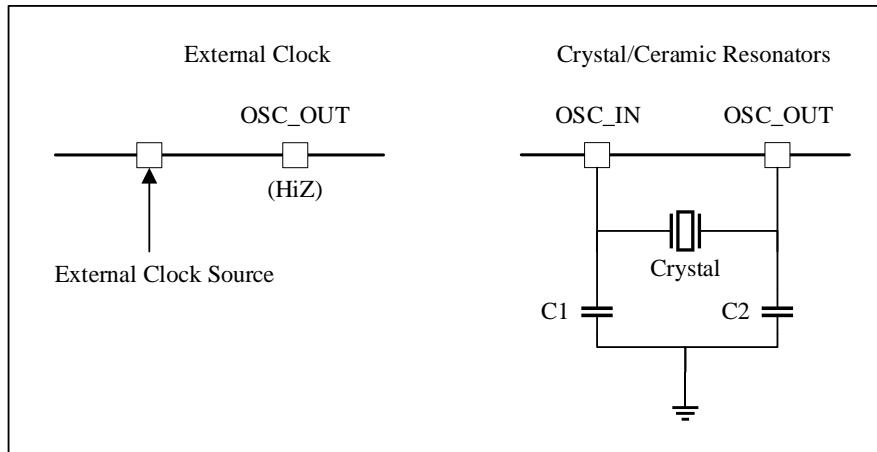 External Clock
OSC_OUT
(HiZ)
External Clock Source
Crystal/Ceramic Resonators
OSC_IN
OSC_OUT
Crystal
C1
C2